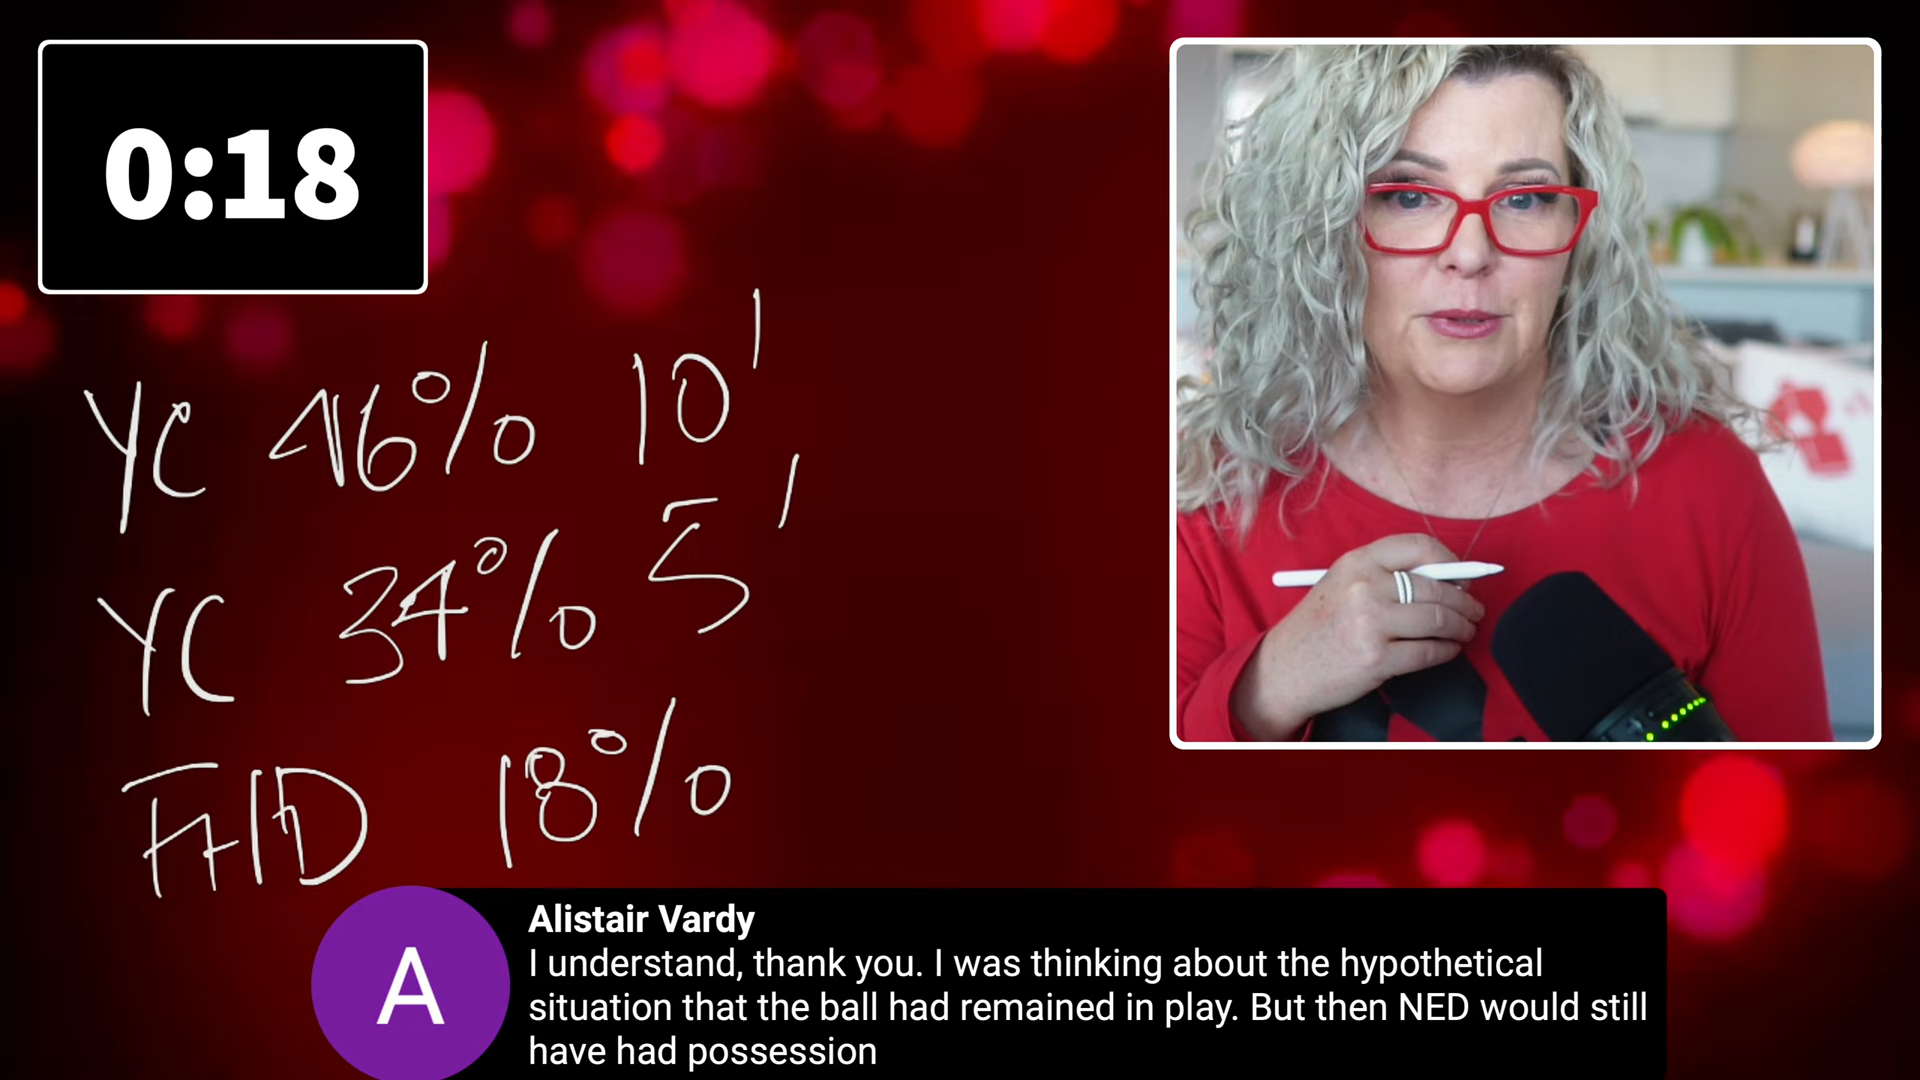 0:18
YC 46% 10'
YC 34% 5'
FHD 18%
A
Alistair Vardy
I understand, thank you. I was thinking about the hypothetical
situation that the ball had remained in play. But then NED would still
have had possession